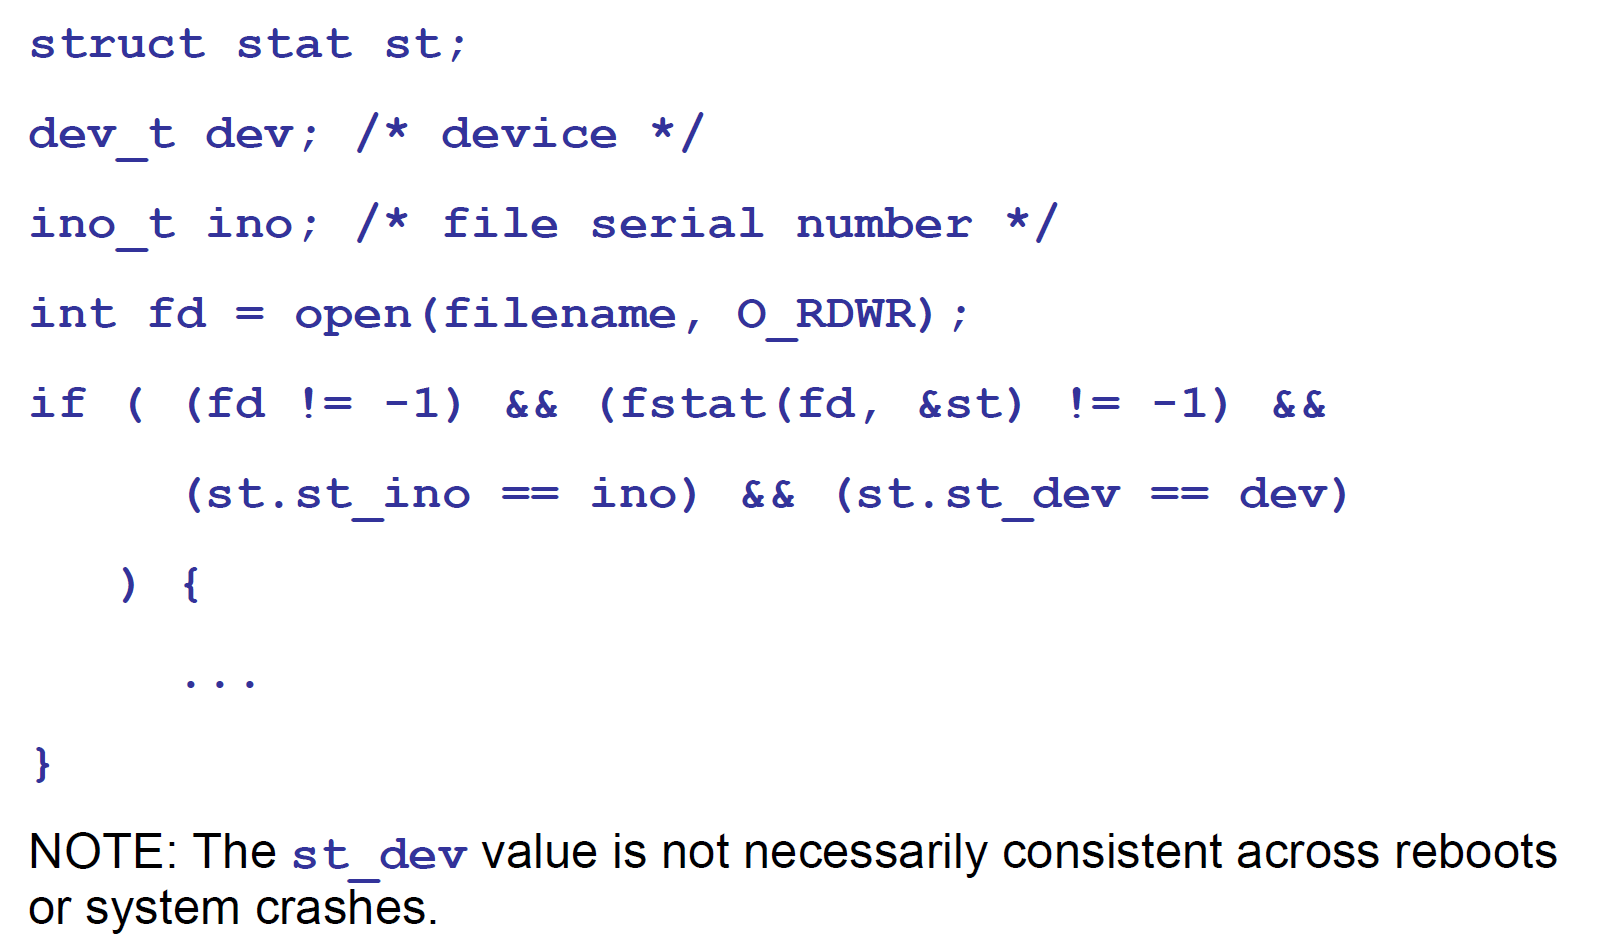 struct stat st;
dev_t dev; /* device */
ino_t ino; /* file serial number */
int fd = open(filename, O_RDWR);
if ( (fd != -1) && (fstat(fd, &st) != -1) &&
(st.st_ino == ino) && (st.st_dev == dev)
) {
...
}
NOTE: The st_dev value is not necessarily consistent across reboots
or system crashes.